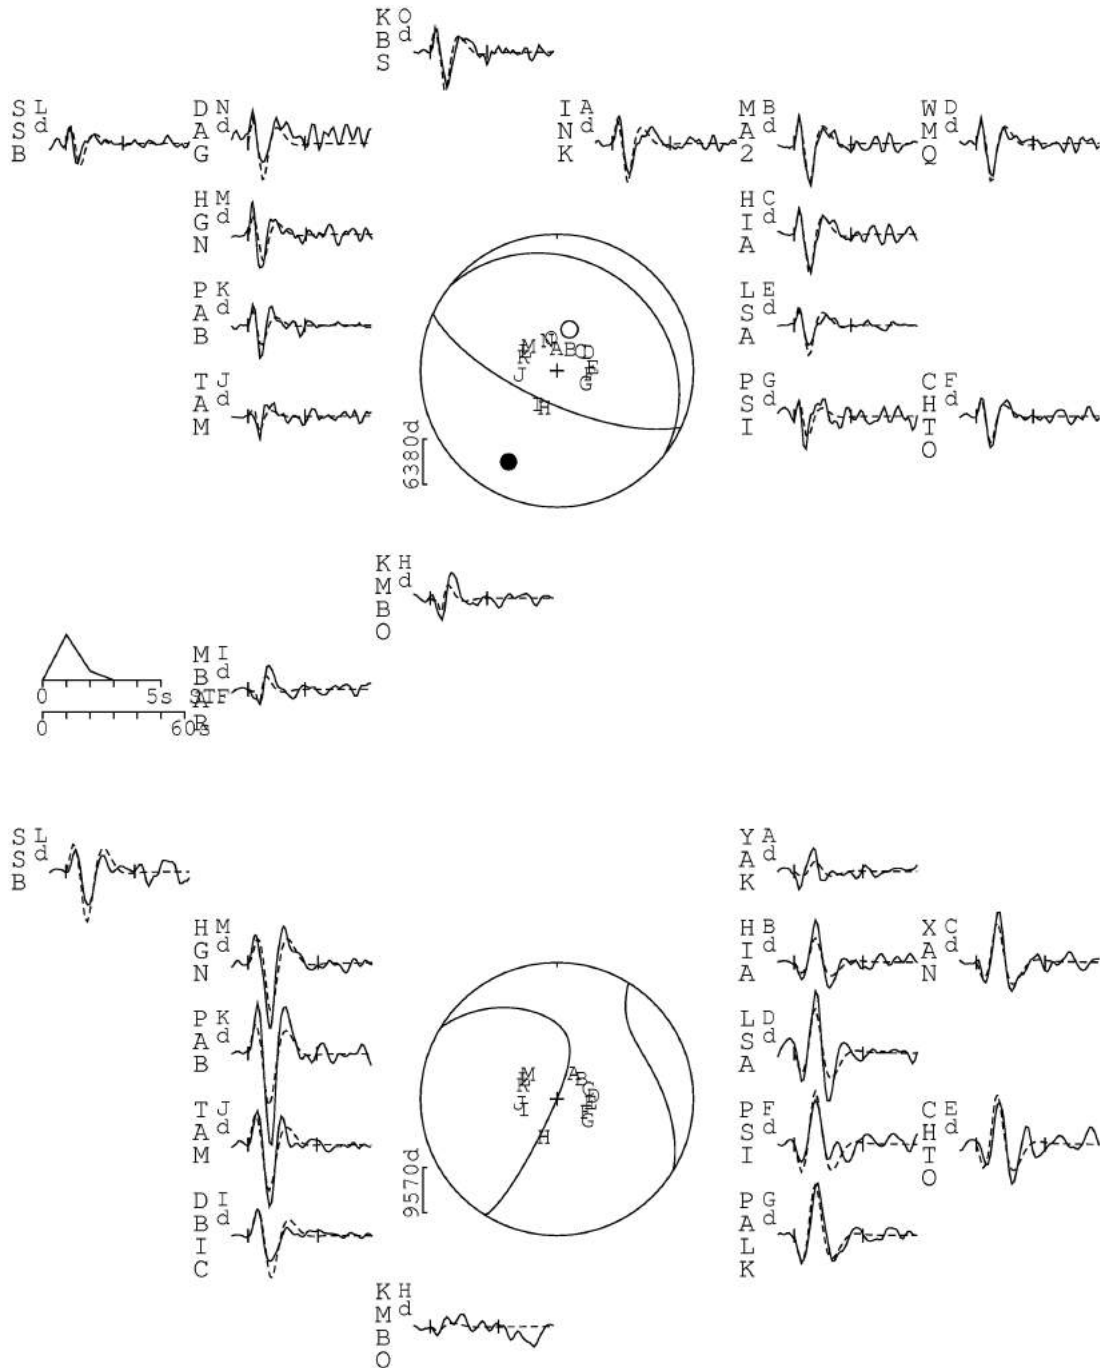 KBS O d
SSB L d
DAG N d
INK A d
MA2 B d
WMQ D d
HGN M d
HIA C d
PAB K d
LSA E d
TAM J d
PSI G d
CHTO F d
N O A B C D M L K E F J G I H
6380d
KMBO H d
MBAR I d
0 5s STF
0 60s
SSB L d
YAK A d
HGN M d
HIA B d
XAN C d
PAB K d
LSA D d
TAM J d
PSI F d
CHTO E d
M L K A B C D E J I F G H
9570d
DBIC I d
PALK G d
KMBO H d